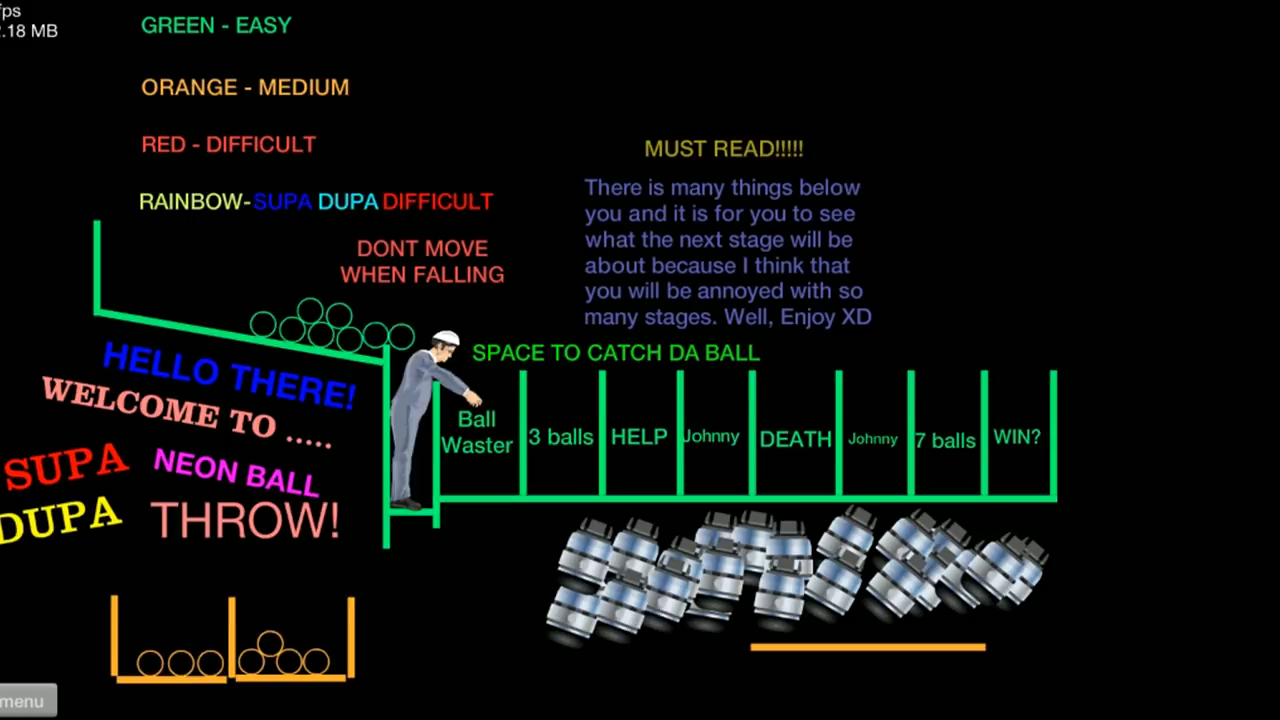 fps
2.18 MB
GREEN - EASY
ORANGE - MEDIUM
RED - DIFFICULT
RAINBOW- SUPA DUPA DIFFICULT
DONT MOVE
WHEN FALLING
MUST READ!!!!!
There is many things below
you and it is for you to see
what the next stage will be
about because I think that
you will be annoyed with so
many stages. Well, Enjoy XD
SPACE TO CATCH DA BALL
HELLO THERE!
WELCOME TO .....
SUPA
DUPA
NEON BALL
THROW!
Ball
Waster
3 balls
HELP
Johnny
DEATH
Johnny
7 balls
WIN?
menu